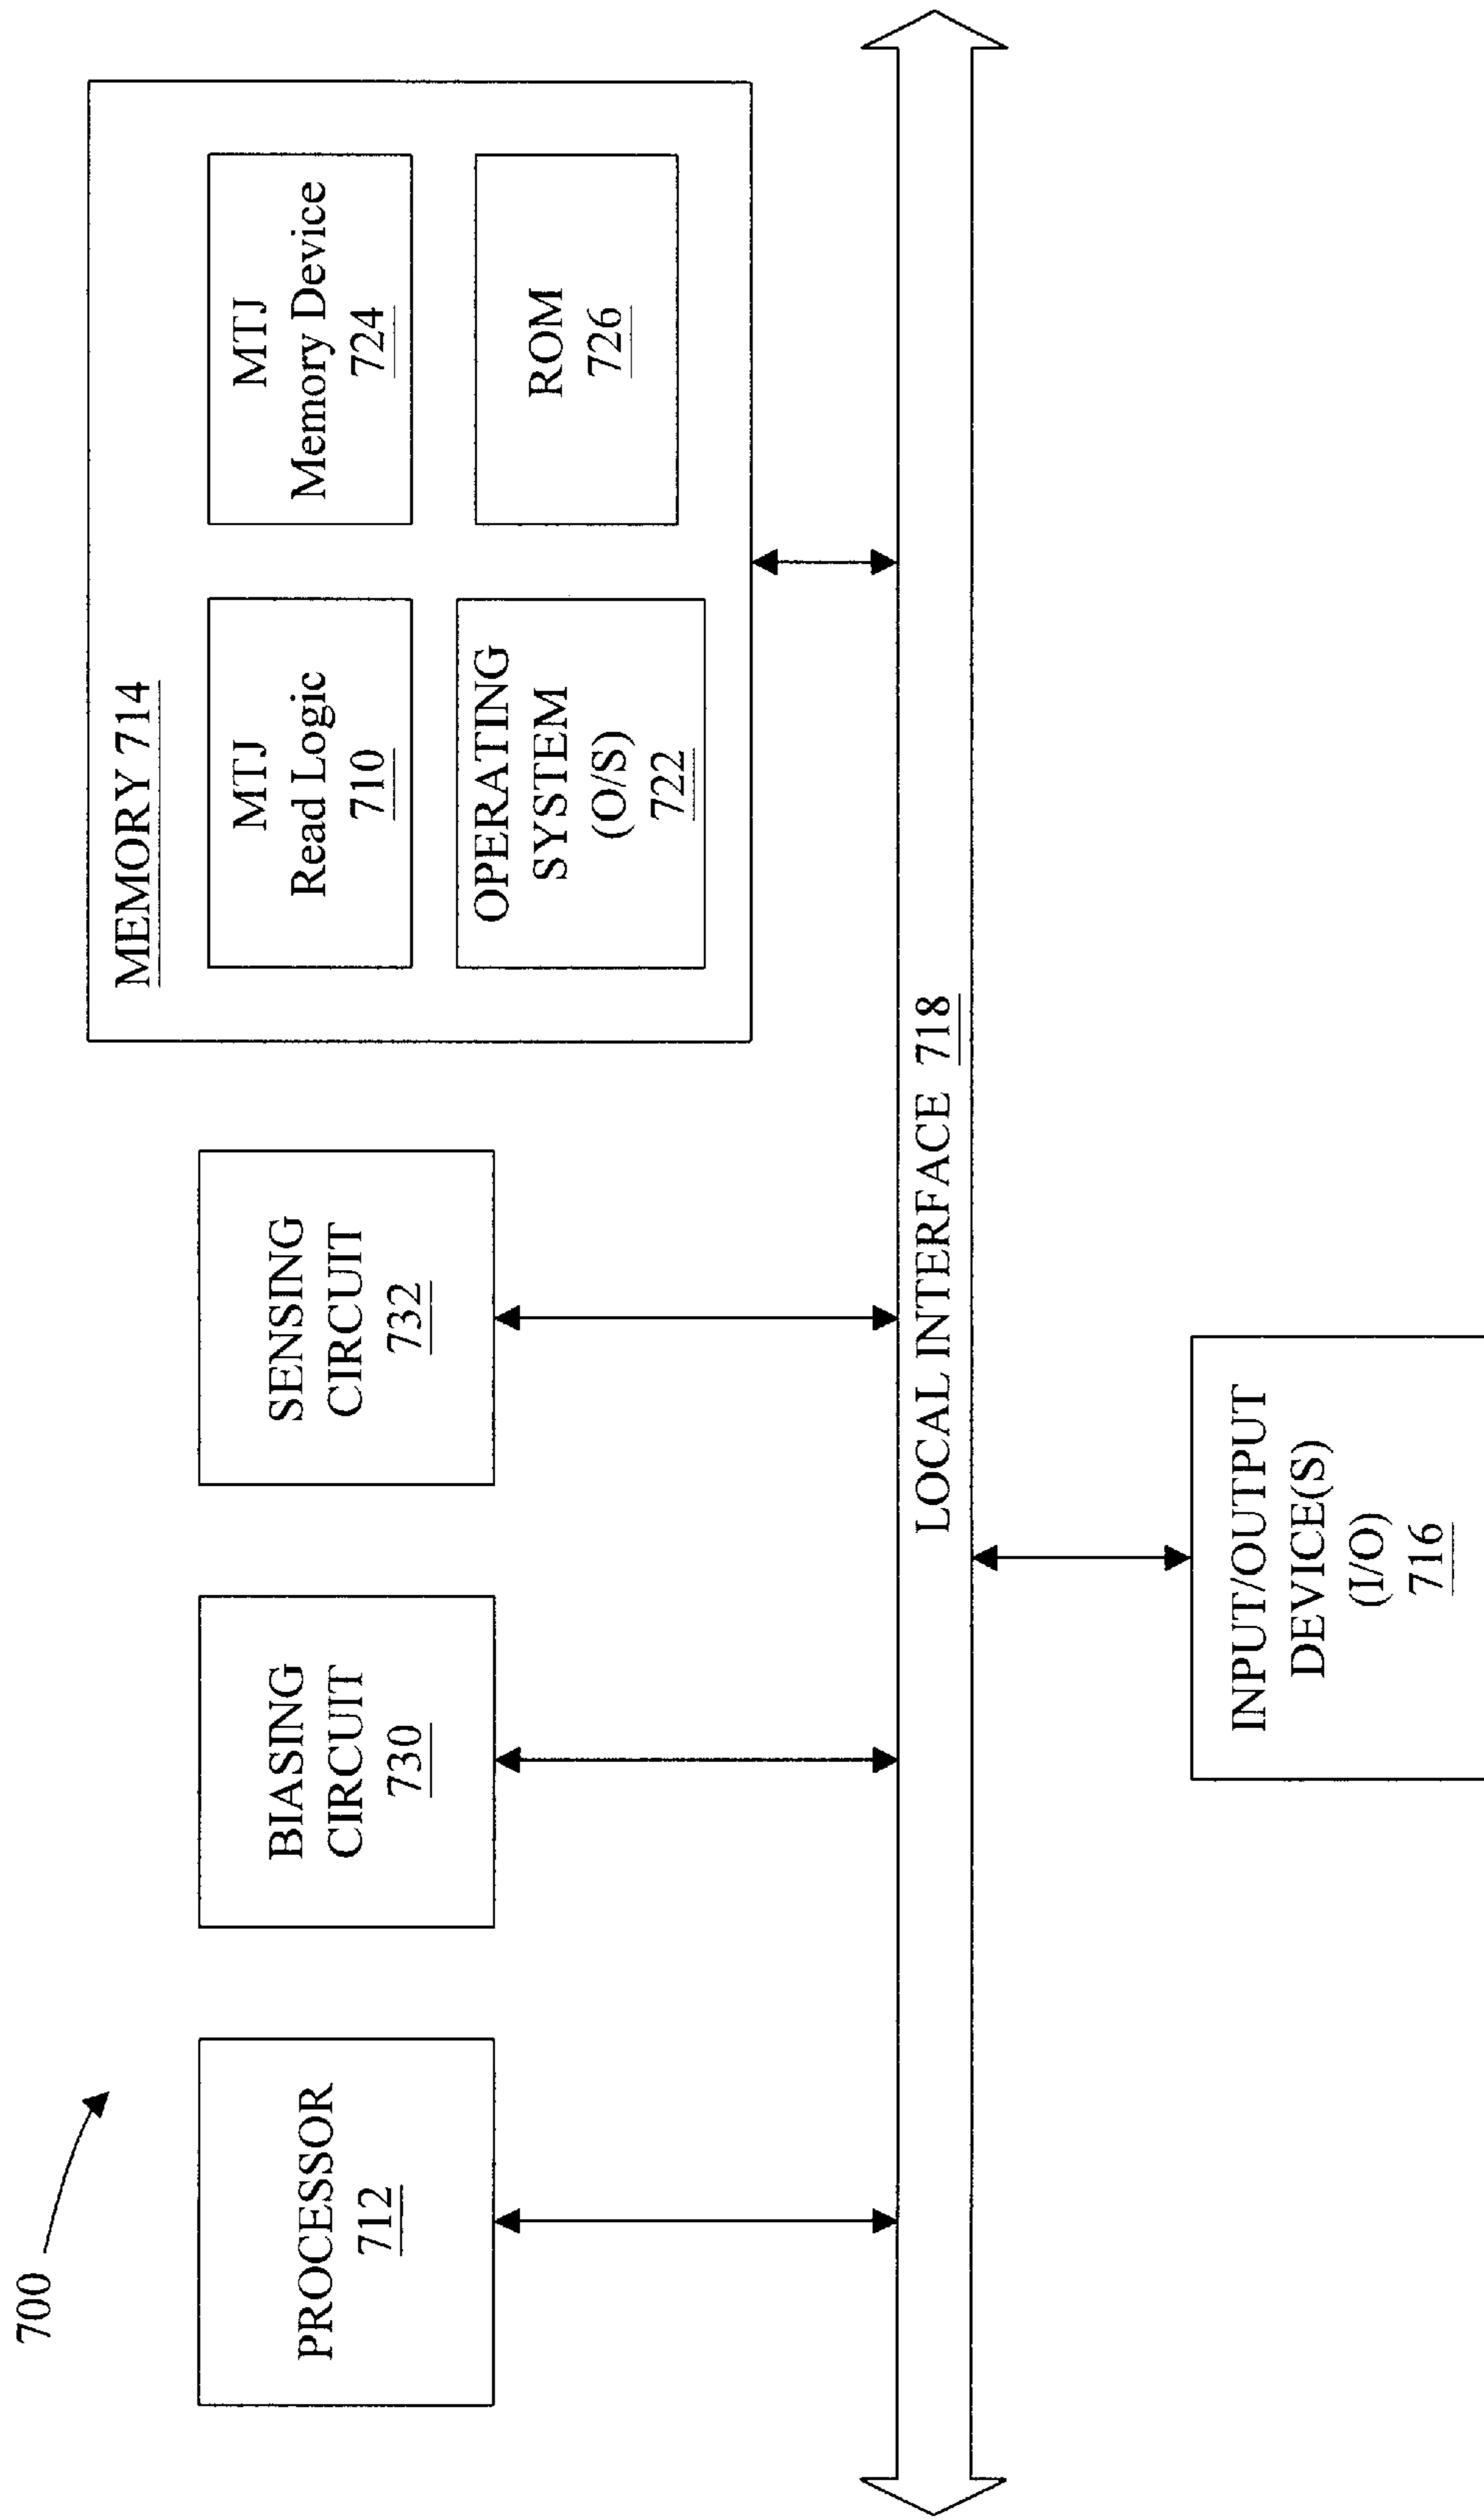 700
PROCESSOR
712
BIASING
CIRCUIT
730
SENSING
CIRCUIT
732
MEMORY 714
MTJ
Read Logic
710
MTJ
Memory Device
724
OPERATING
SYSTEM
(O/S)
722
ROM
726
LOCAL INTERFACE 718
INPUT/OUTPUT
DEVICE(S)
(I/O)
716